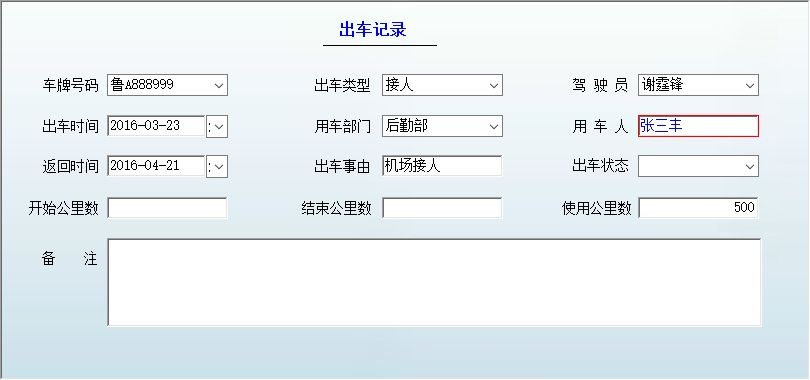 出车记录
车牌号码 鲁A888999 出车类型 接人 驾 驶 员 谢霆锋
出车时间 2016-03-23 用车部门 后勤部 用 车 人 张三丰
返回时间 2016-04-21 出车事由 机场接人 出车状态
开始公里数 结束公里数 使用公里数 500
备 注